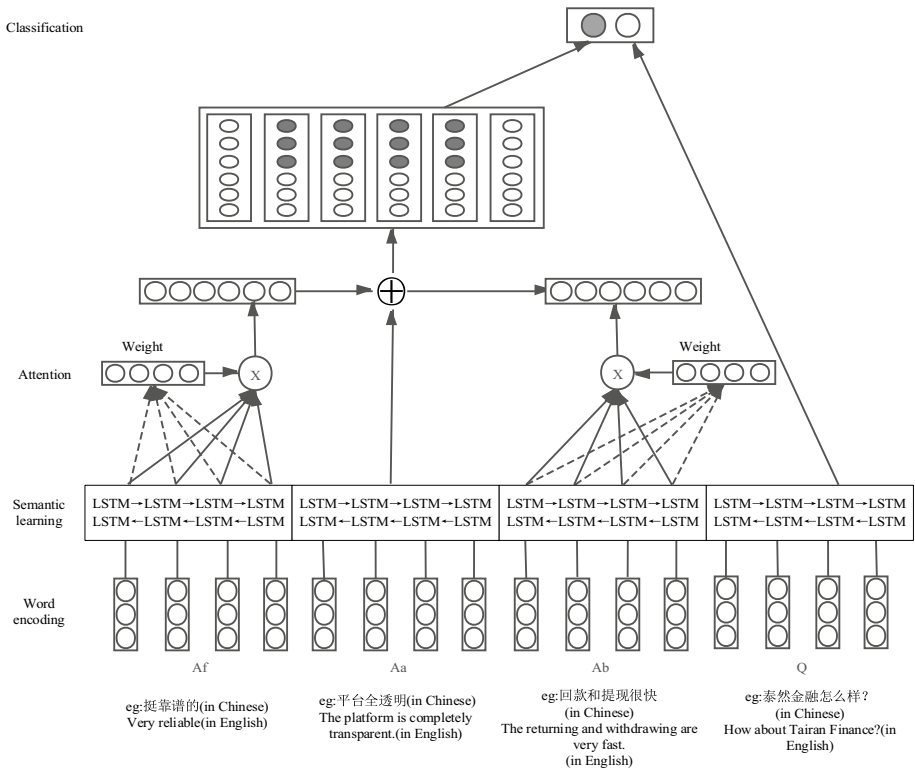 Classification
Weight
Weight
Attention
X
X
Semantic
learning
LSTM→LSTM→LSTM→LSTM
LSTM←LSTM←LSTM←LSTM
LSTM→LSTM→LSTM→LSTM
LSTM←LSTM←LSTM←LSTM
LSTM→LSTM→LSTM→LSTM
LSTM←LSTM←LSTM←LSTM
LSTM→LSTM→LSTM→LSTM
LSTM←LSTM←LSTM←LSTM
Word
encoding
Af
Aa
Ab
Q
eg:挺靠谱的(in Chinese)
Very reliable(in English)
eg:平台全透明(in Chinese)
The platform is completely
transparent.(in English)
eg:回款和提现很快
(in Chinese)
The returning and withdrawing are
very fast.
(in English)
eg:泰然金融怎么样?
(in Chinese)
How about Tairan Finance?(in
English)